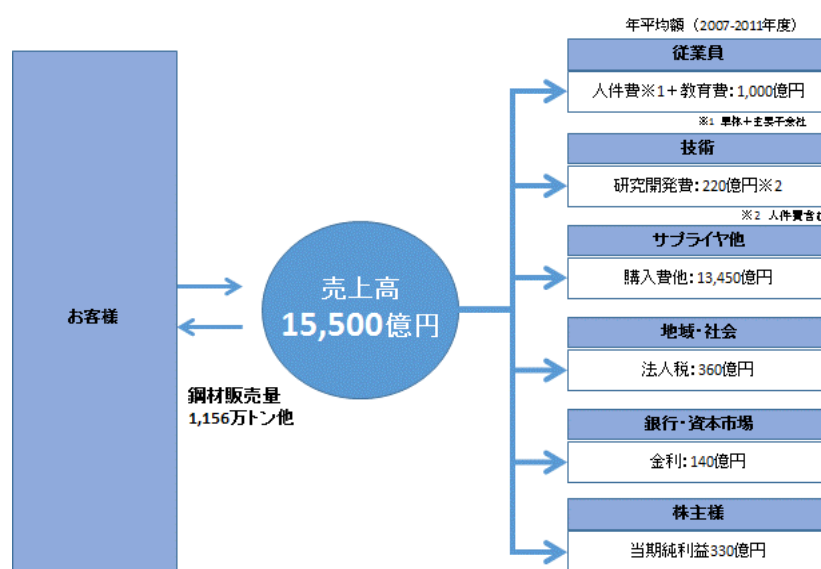 年平均額（2007-2011年度）
従業員
人件費※1＋教育費：1,000億円
※1 単体＋主要子会社
技術
研究開発費：220億円※2
※2 人件費含む
サプライヤ他
購入費他：13,450億円
地域・社会
法人税：360億円
銀行・資本市場
金利：140億円
株主様
当期純利益330億円
お客様
売上高
15,500億円
鋼材販売量
1,156万トン他